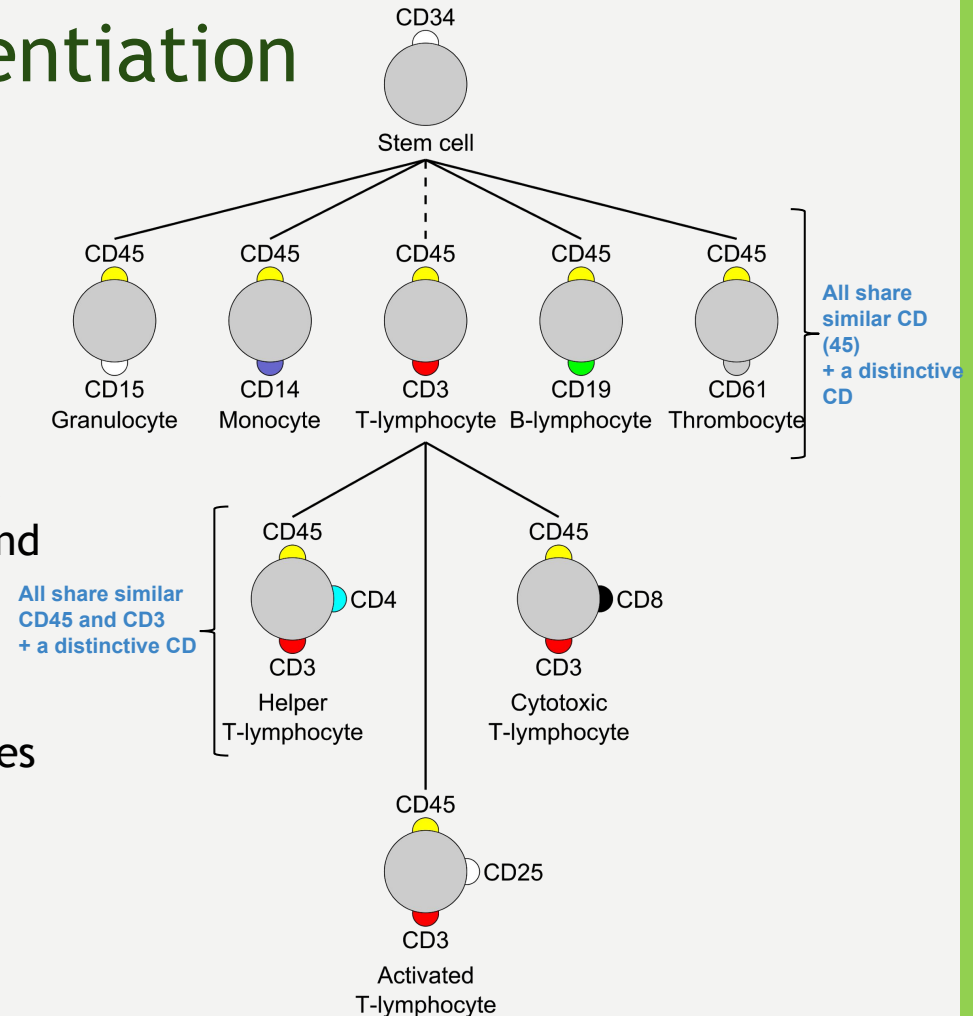 entiation
CD34
Stem cell
CD45 CD45 CD45 CD45 CD45
CD15 CD14 CD3 CD19 CD61
Granulocyte Monocyte T-lymphocyte B-lymphocyte Thrombocyte
All share
similar CD
(45)
+ a distinctive
CD
nd
All share similar
CD45 and CD3
+ a distinctive CD
CD45
CD4
CD3
Helper
T-lymphocyte
CD45
CD8
CD3
Cytotoxic
T-lymphocyte
es
CD45
CD25
CD3
Activated
T-lymphocyte